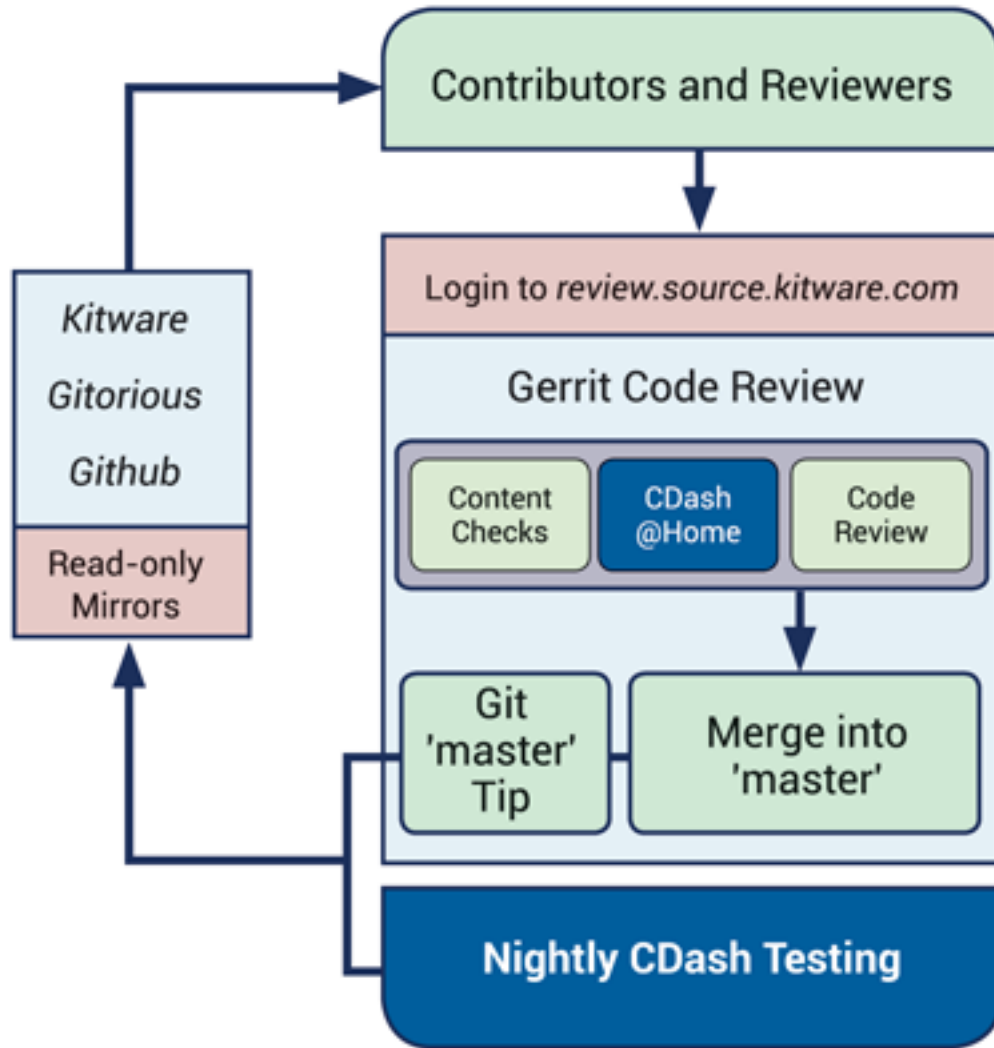 Contributors and Reviewers
Login to review.source.kitware.com
Gerrit Code Review
Content
Checks
CDash
@Home
Code
Review
Merge into
'master'
Git
'master'
Tip
Nightly CDash Testing
Kitware
Gitorious
Github
Read-only
Mirrors